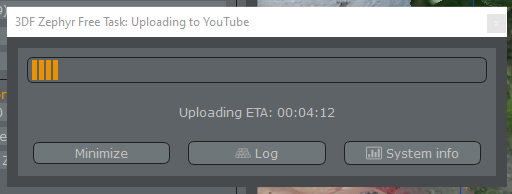 3DF Zephyr Free Task: Uploading to YouTube
Uploading ETA: 00:04:12
Minimize
Log
System info